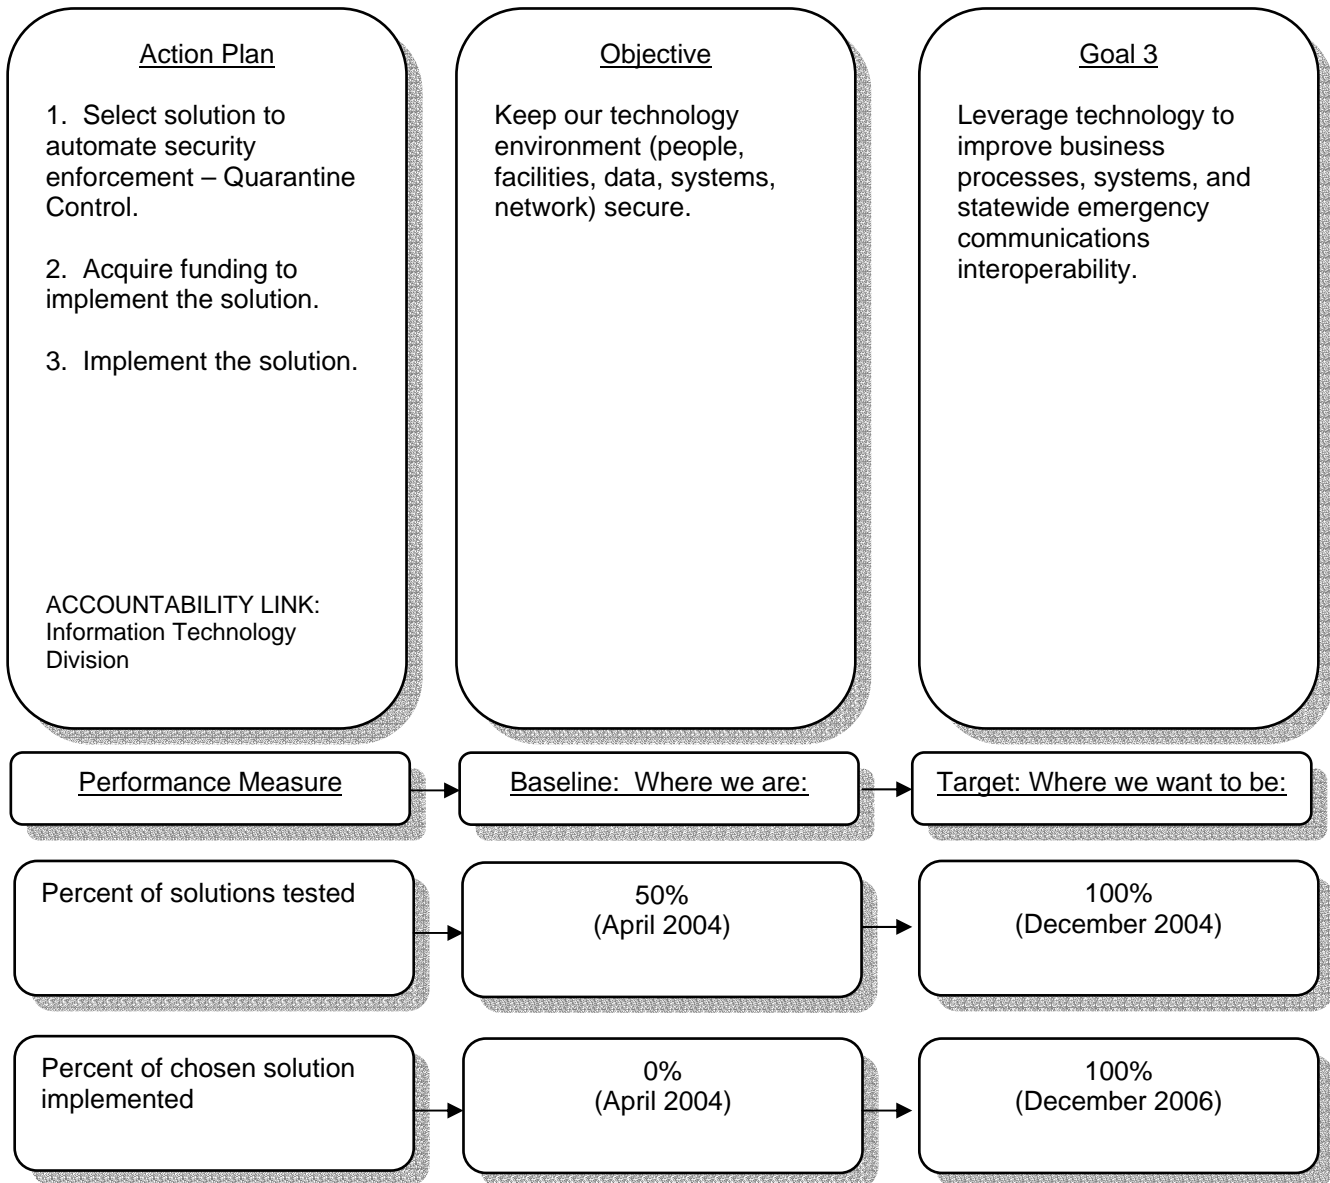 Action Plan
1. Select solution to
automate security
enforcement – Quarantine
Control.
2. Acquire funding to
implement the solution.
3. Implement the solution.
ACCOUNTABILITY LINK:
Information Technology
Division
Objective
Keep our technology
environment (people,
facilities, data, systems,
network) secure.
Goal 3
Leverage technology to
improve business
processes, systems, and
statewide emergency
communications
interoperability.
Performance Measure
Baseline: Where we are:
Target: Where we want to be:
Percent of solutions tested
50%
(April 2004)
100%
(December 2004)
Percent of chosen solution
implemented
0%
(April 2004)
100%
(December 2006)